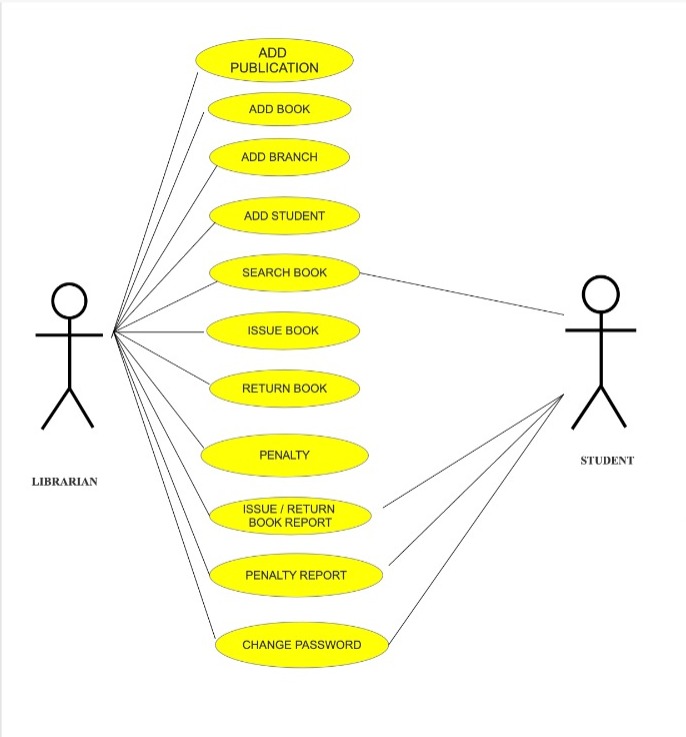 ADD
PUBLICATION
ADD BOOK
ADD BRANCH
ADD STUDENT
SEARCH BOOK
ISSUE BOOK
RETURN BOOK
PENALTY
ISSUE / RETURN
BOOK REPORT
PENALTY REPORT
CHANGE PASSWORD
LIBRARIAN
STUDENT